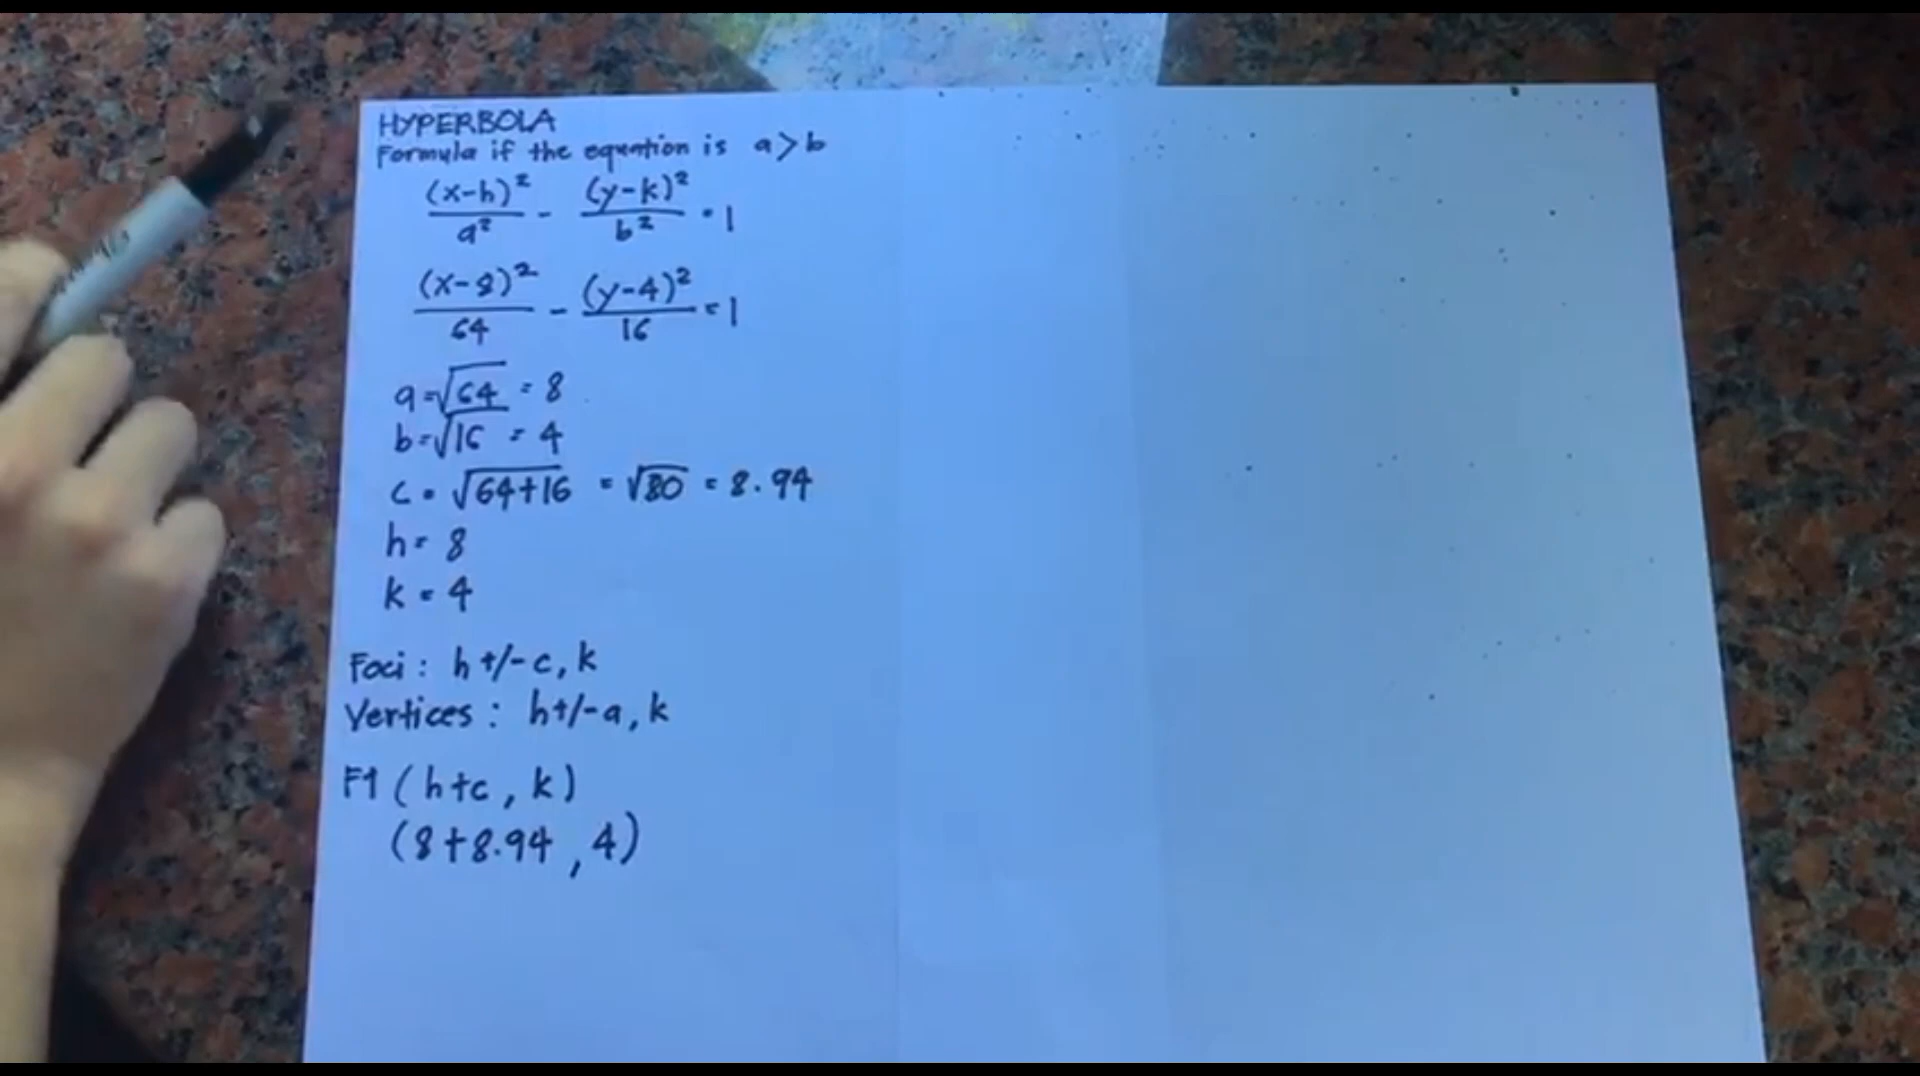 HYPERBOLA
Formula if the equation is a > b
(x-h)²/a² - (y-k)²/b² = 1
(x-8)²/64 - (y-4)²/16 = 1
a = √64 = 8
b = √16 = 4
c = √64+16 = √80 = 8.94
h = 8
k = 4
Foci : h +/- c, k
Vertices : h +/- a, k
F1 (h+c, k)
(8+8.94, 4)